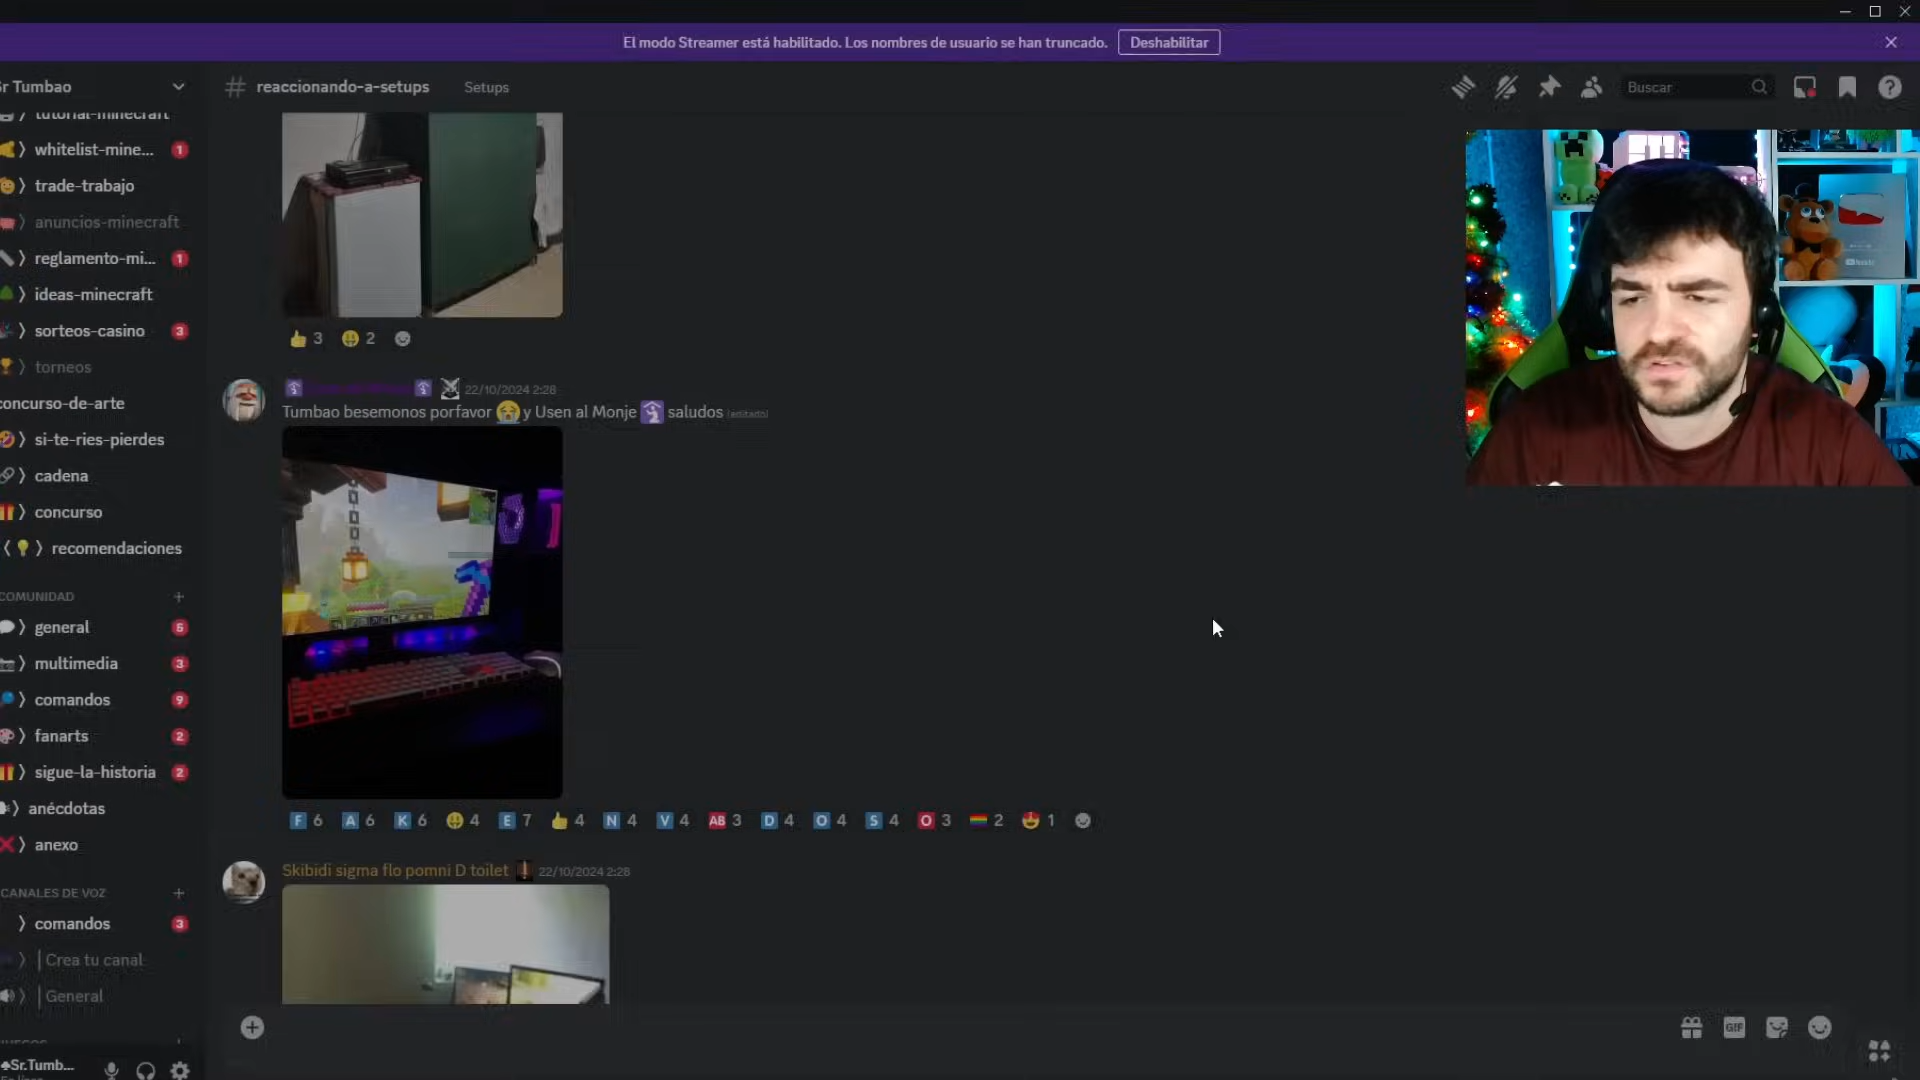 El modo Streamer está habilitado. Los nombres de usuario se han truncado.
Deshabilitar
Sr Tumbao
reaccionando-a-setups
Setups
Buscar
tutorial-minecraft
whitelist-mine...
1
trade-trabajo
anuncios-minecraft
reglamento-mi...
1
ideas-minecraft
sorteos-casino
3
torneos
concurso-de-arte
si-te-ries-pierdes
cadena
concurso
recomendaciones
COMUNIDAD
general
5
multimedia
3
comandos
9
fanarts
2
sigue-la-historia
2
anécdotas
anexo
CANALES DE VOZ
comandos
3
| Crea tu canal
| General
Sr.Tumb...
3 2
22/10/2024 2:28
Tumbao besemonos porfavor y Usen al Monje saludos (editado)
F 6 A 6 K 6 4 E 7 4 N 4 V 4 AB 3 D 4 O 4 S 4 O 3 2 1
Skibidi sigma flo pomni D toilet 22/10/2024 2:28
GIF